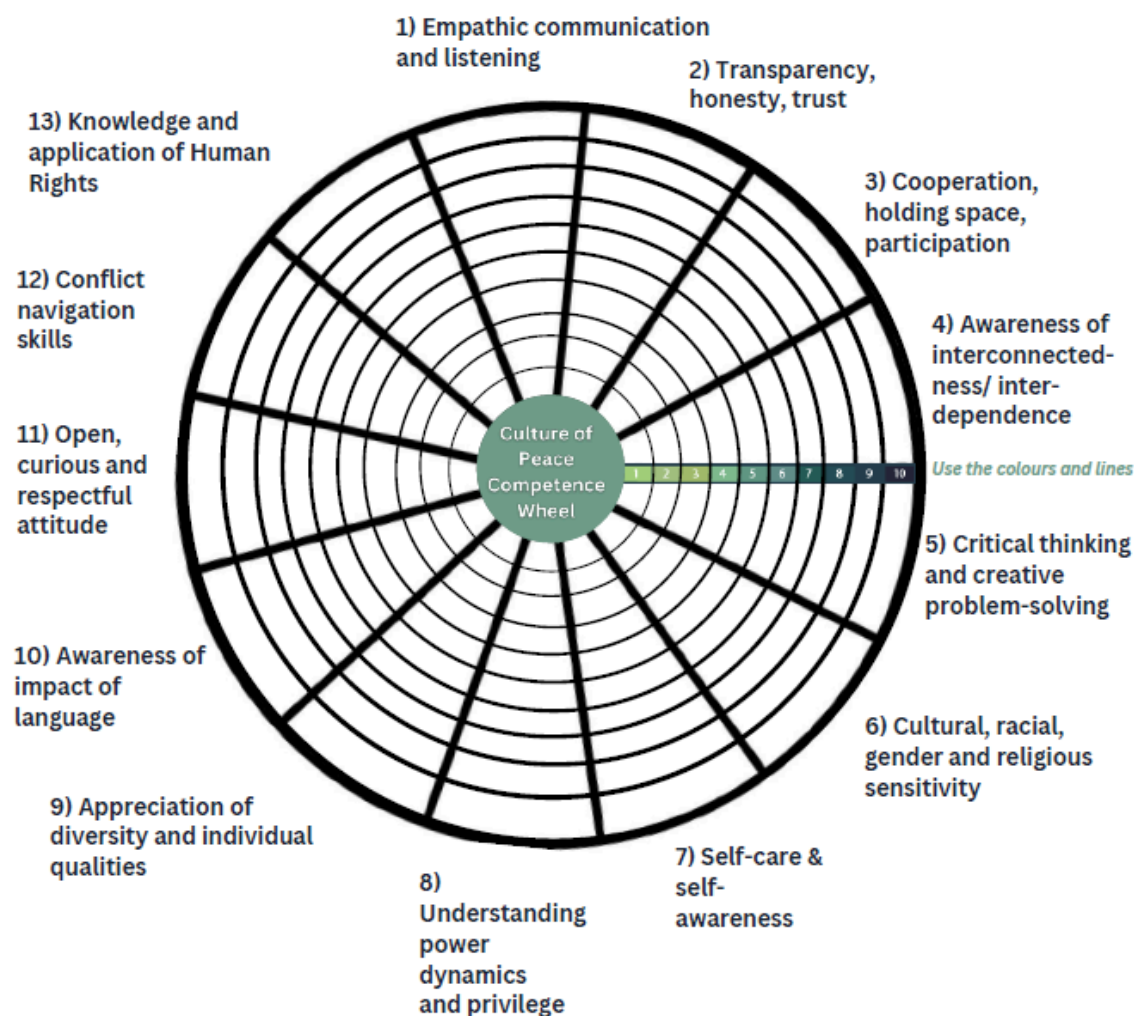 1) Empathic communication
and listening
2) Transparency,
honesty, trust
3) Cooperation,
holding space,
participation
4) Awareness of
interconnected-
ness/ inter-
dependence
Use the colours and lines
5) Critical thinking
and creative
problem-solving
6) Cultural, racial,
gender and religious
sensitivity
7) Self-care &
self-
awareness
8)
Understanding
power
dynamics
and privilege
9) Appreciation of
diversity and individual
qualities
10) Awareness of
impact of
language
11) Open,
curious and
respectful
attitude
12) Conflict
navigation
skills
13) Knowledge and
application of Human
Rights
Culture of
Peace
Competence
Wheel
1 2 3 4 5 6 7 8 9 10